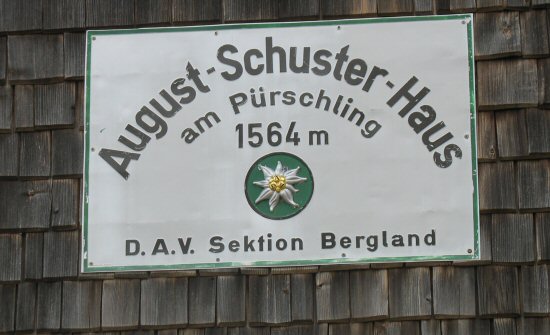 August-Schuster-Haus
am Pürschling
1564 m
D.A.V. Sektion Bergland